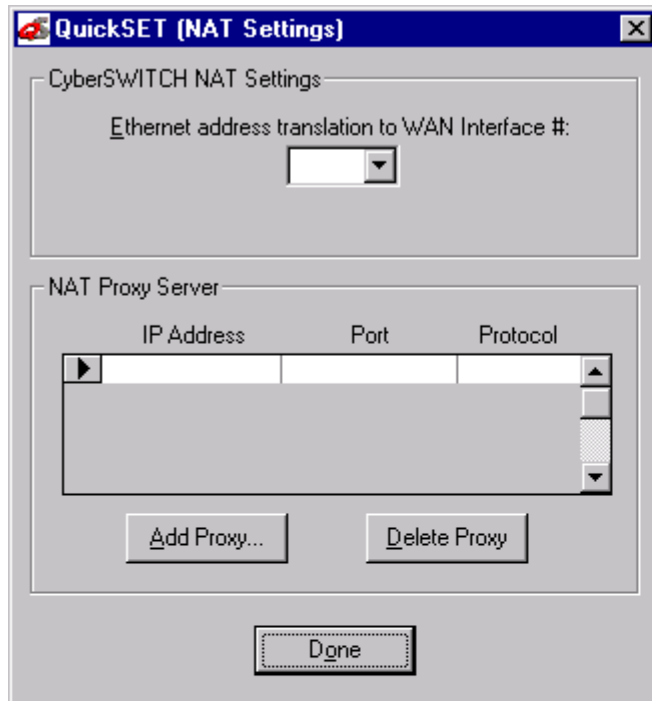 QuickSET (NAT Settings)
CyberSWITCH NAT Settings
Ethernet address translation to WAN Interface #:
NAT Proxy Server
IP Address Port Protocol
Add Proxy... Delete Proxy
Done